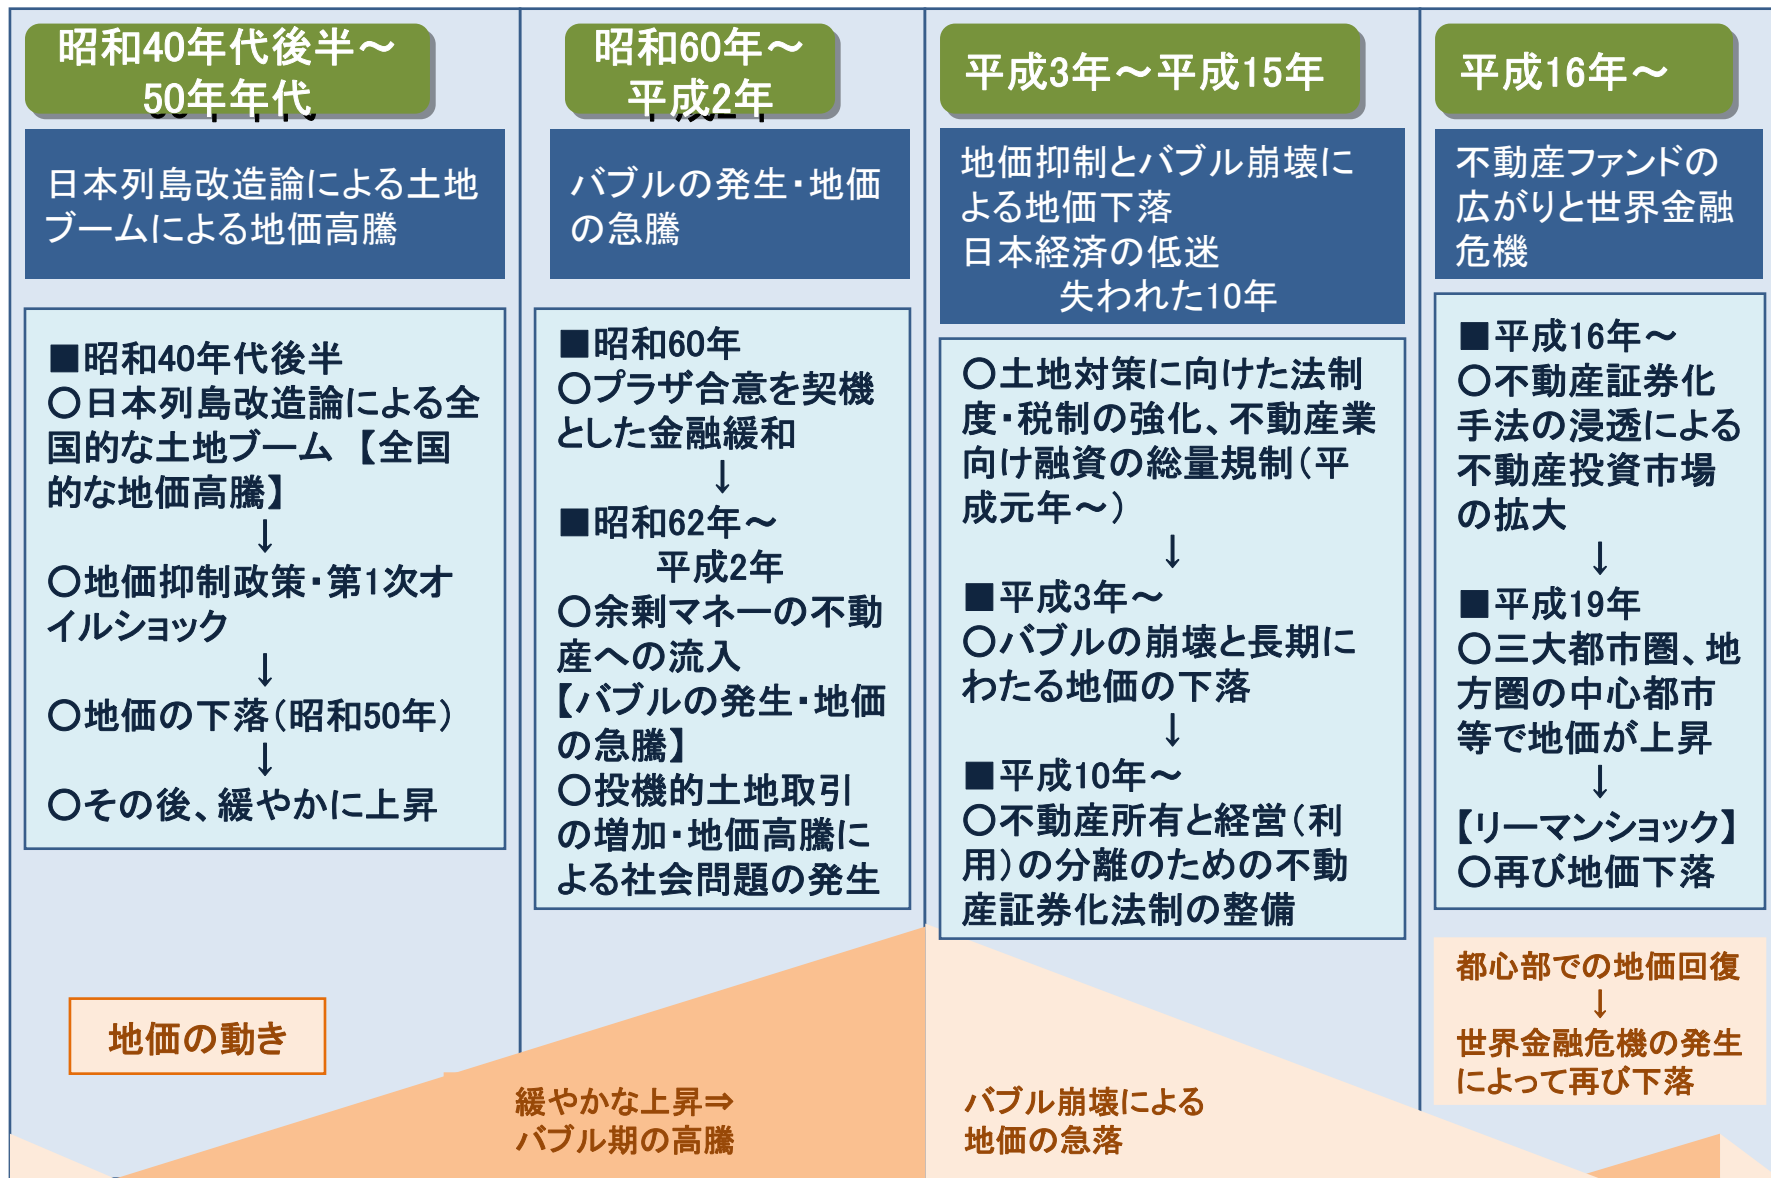 昭和40年代後半～
50年年代
日本列島改造論による土地
ブームによる地価高騰
■昭和40年代後半
○日本列島改造論による全
国的な土地ブーム 【全国
的な地価高騰】
↓
○地価抑制政策・第1次オ
イルショック
↓
○地価の下落（昭和50年）
↓
○その後、緩やかに上昇
昭和60年～
平成2年
バブルの発生・地価
の急騰
■昭和60年
○プラザ合意を契機
とした金融緩和
↓
■昭和62年～
平成2年
○余剰マネーの不動
産への流入
【バブルの発生・地価
の急騰】
○投機的土地取引
の増加・地価高騰に
よる社会問題の発生
平成3年～平成15年
地価抑制とバブル崩壊に
よる地価下落
日本経済の低迷
失われた10年
○土地対策に向けた法制
度・税制の強化、不動産業
向け融資の総量規制（平
成元年～）
↓
■平成3年～
○バブルの崩壊と長期に
わたる地価の下落
↓
■平成10年～
○不動産所有と経営（利
用）の分離のための不動
産証券化法制の整備
平成16年～
不動産ファンドの
広がりと世界金融
危機
■平成16年～
○不動産証券化
手法の浸透による
不動産投資市場
の拡大
↓
■平成19年
○三大都市圏、地
方圏の中心都市
等で地価が上昇
↓
【リーマンショック】
○再び地価下落
地価の動き
緩やかな上昇⇒
バブル期の高騰
バブル崩壊による
地価の急落
都心部での地価回復
↓
世界金融危機の発生
によって再び下落